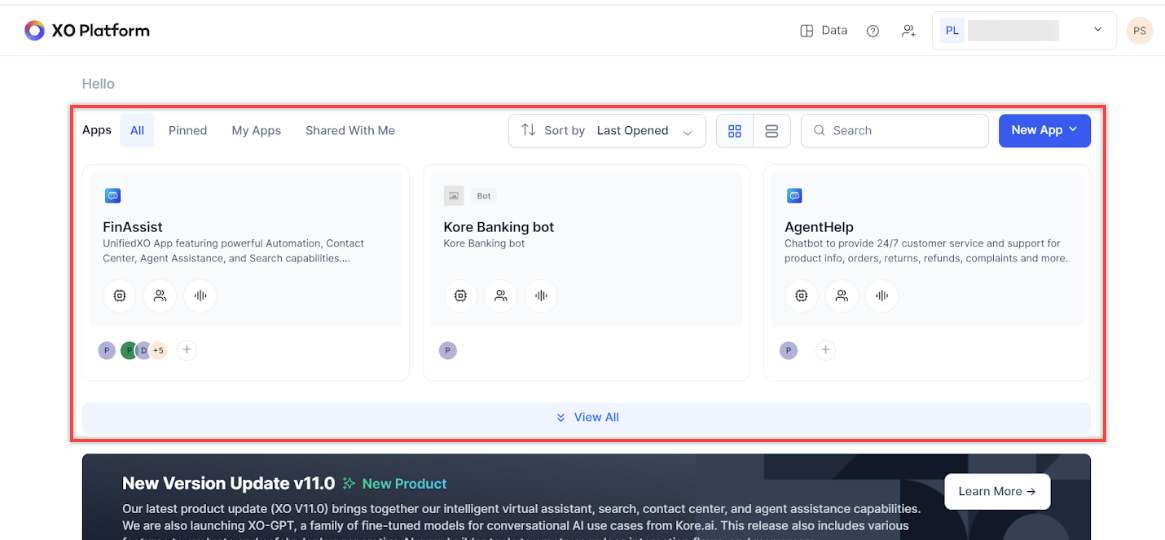 XO Platform
Data
PL
PS
Hello
Apps All Pinned My Apps Shared With Me
Sort by Last Opened
Search
New App
FinAssist
UnifiedXO App featuring powerful Automation, Contact
Center, Agent Assistance, and Search capabilities....
P P D +5 +
Bot
Kore Banking bot
Kore Banking bot
P
AgentHelp
Chatbot to provide 24/7 customer service and support for
product info, orders, returns, refunds, complaints and more.
P +
View All
New Version Update v11.0 New Product
Our latest product update (XO V11.0) brings together our intelligent virtual assistant, search, contact center, and agent assistance capabilities.
We are also launching XO-GPT, a family of fine-tuned models for conversational AI use cases from Kore.ai. This release also includes various
Learn More →